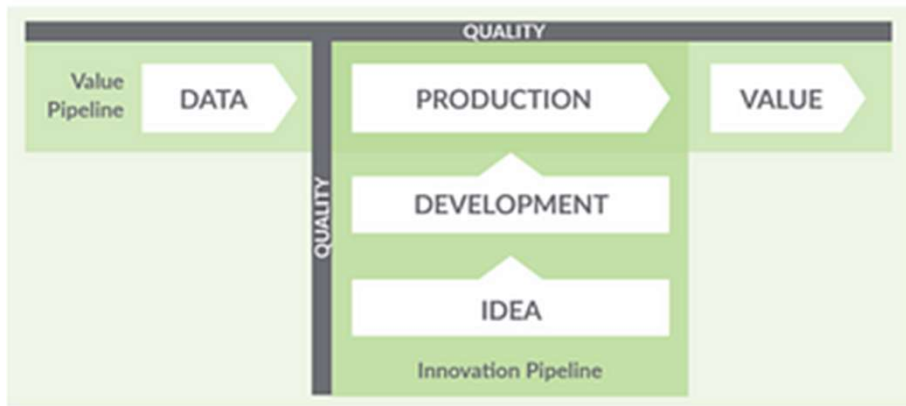 QUALITY
Value
Pipeline
DATA
PRODUCTION
VALUE
QUALITY
DEVELOPMENT
IDEA
Innovation Pipeline